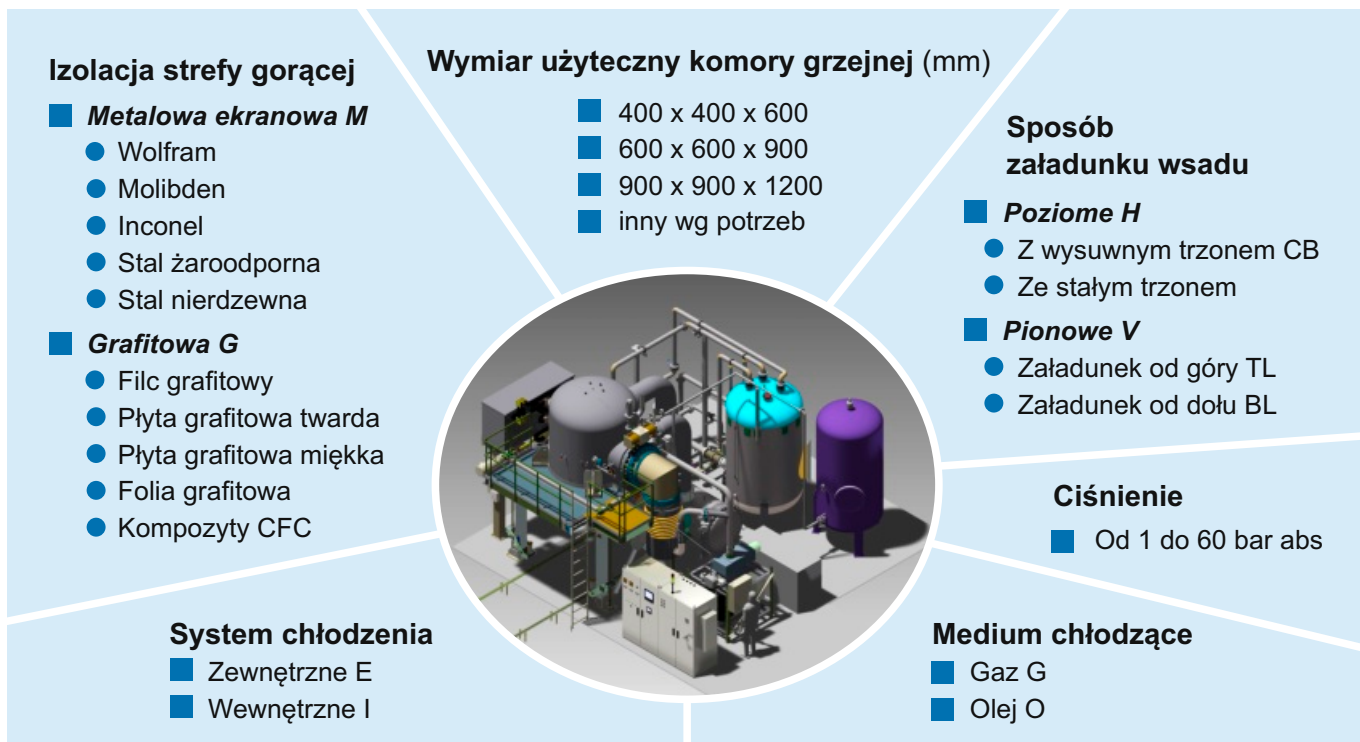 Izolacja strefy gorącej
Metalowa ekranowa M
Wolfram
Molibden
Inconel
Stal żaroodporna
Stal nierdzewna
Grafitowa G
Filc grafitowy
Płyta grafitowa twarda
Płyta grafitowa miękka
Folia grafitowa
Kompozyty CFC
Wymiar użyteczny komory grzejnej (mm)
400 x 400 x 600
600 x 600 x 900
900 x 900 x 1200
inny wg potrzeb
Sposób
załadunku wsadu
Poziome H
Z wysuwnym trzonem CB
Ze stałym trzonem
Pionowe V
Załadunek od góry TL
Załadunek od dołu BL
Ciśnienie
Od 1 do 60 bar abs
System chłodzenia
Zewnętrzne E
Wewnętrzne I
Medium chłodzące
Gaz G
Olej O